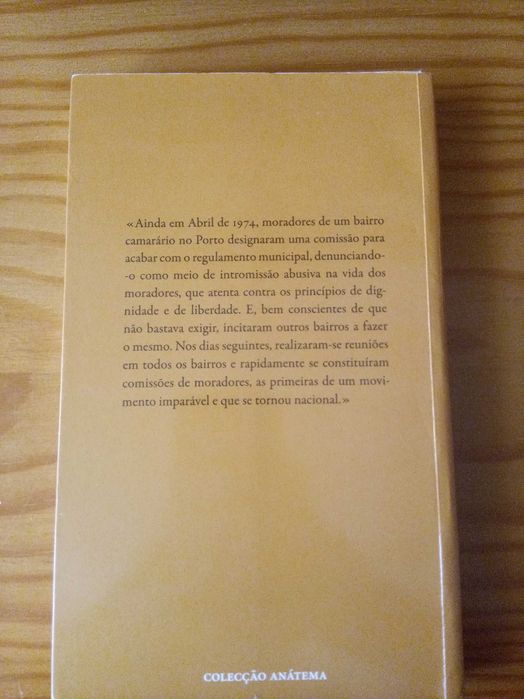 «Ainda em Abril de 1974, moradores de um bairro
camarário no Porto designaram uma comissão para
acabar com o regulamento municipal, denunciando-
-o como meio de intromissão abusiva na vida dos
moradores, que atenta contra os princípios de dig-
nidade e de liberdade. E, bem conscientes de que
não bastava exigir, incitaram outros bairros a fazer
o mesmo. Nos dias seguintes, realizaram-se reuniões
em todos os bairros e rapidamente se constituíram
comissões de moradores, as primeiras de um movi-
mento imparável e que se tornou nacional.»
COLECÇÃO ANÁTEMA